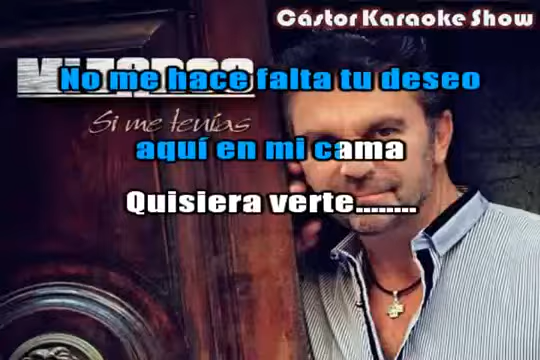 Cástor Karaoke Show
No me hace falta tu deseo
Si me tenías
aquí en mi cama
Quisiera verte........